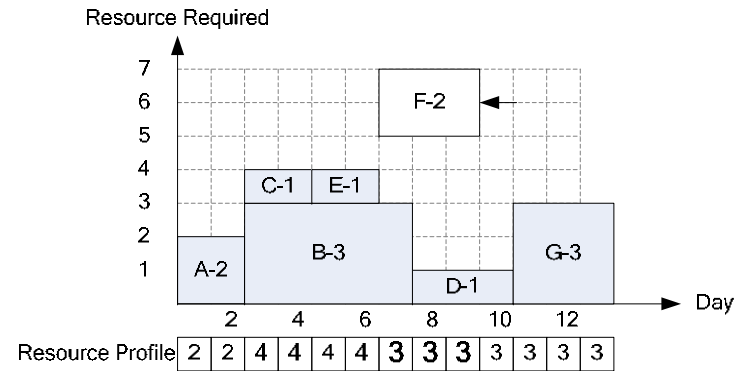 Resource Required
7
6
5
4
3
2
1
F-2
C-1 E-1
A-2 B-3 D-1 G-3
2 4 6 8 10 12 Day
Resource Profile 2 2 4 4 4 4 3 3 3 3 3 3 3